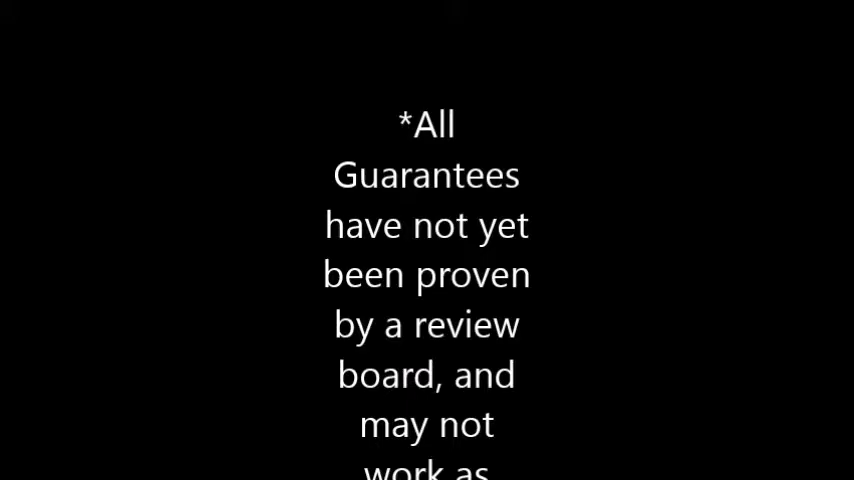 *All
Guarantees
have not yet
been proven
by a review
board, and
may not
work as